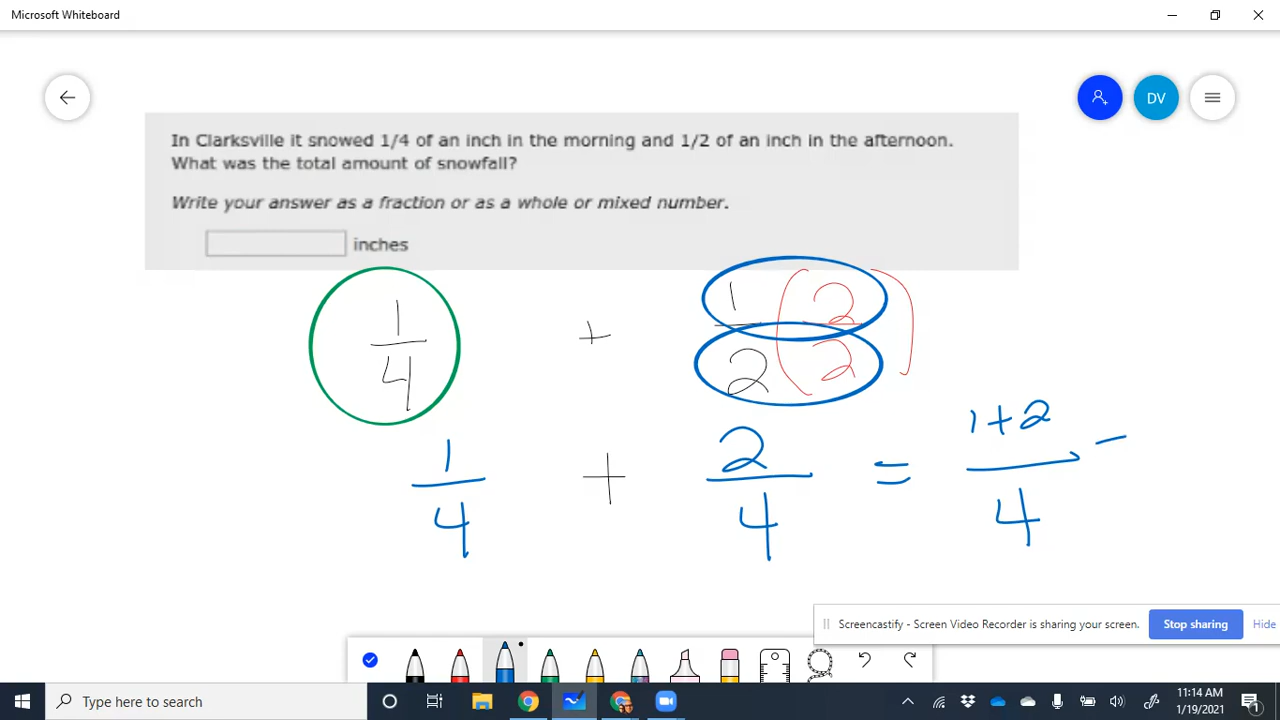 Microsoft Whiteboard
DV
In Clarksville it snowed 1/4 of an inch in the morning and 1/2 of an inch in the afternoon.
What was the total amount of snowfall?
Write your answer as a fraction or as a whole or mixed number.
inches
1/4 + 1/2 (2/2)
1/4 + 2/4 = 1+2/4 -
Screencastify - Screen Video Recorder is sharing your screen.
Stop sharing
Hide
Type here to search
11:14 AM
1/19/2021
1